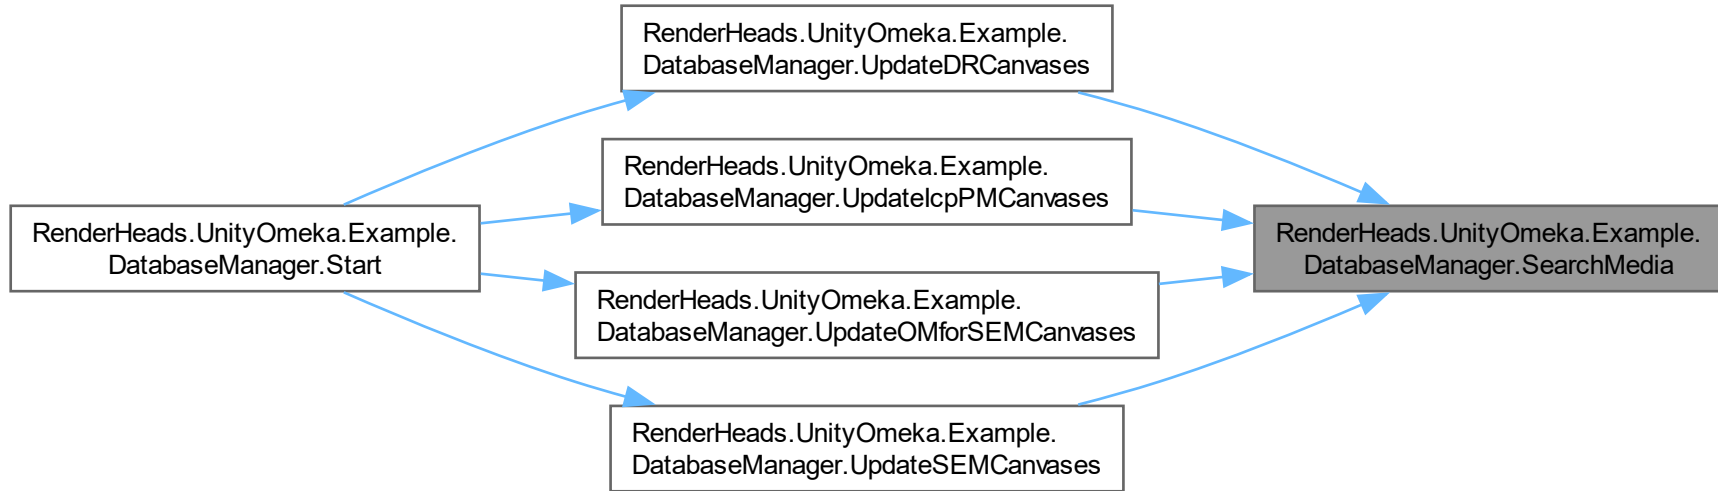 RenderHeads.UnityOmeka.Example.
DatabaseManager.UpdateDRCanvases
RenderHeads.UnityOmeka.Example.
DatabaseManager.UpdateIcpPMCanvases
RenderHeads.UnityOmeka.Example.
DatabaseManager.Start
RenderHeads.UnityOmeka.Example.
DatabaseManager.SearchMedia
RenderHeads.UnityOmeka.Example.
DatabaseManager.UpdateOMforSEMCanvases
RenderHeads.UnityOmeka.Example.
DatabaseManager.UpdateSEMCanvases